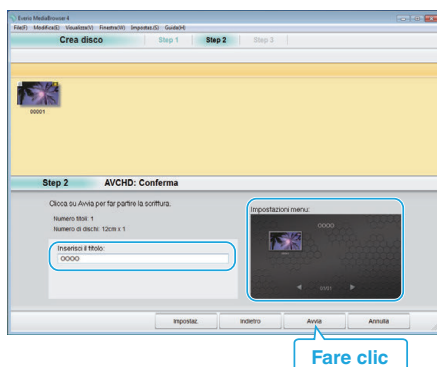 Everio MediaBrowser 4
File(F) Modifica(E) Visualizza(V) Finestra(W) Impostaz.(S) Guida(H)
Crea disco Step 1 Step 2 Step 3
00001
Step 2 AVCHD: Conferma
Clicca su Avvia per far partire la scrittura.
Numero titoli: 1
Numero di dischi: 12cm x 1
Inserisci il titolo:
OOOO
Impostazioni menu:
OOOO
0001
Impostaz. Indietro Avvia Annulla
Fare clic